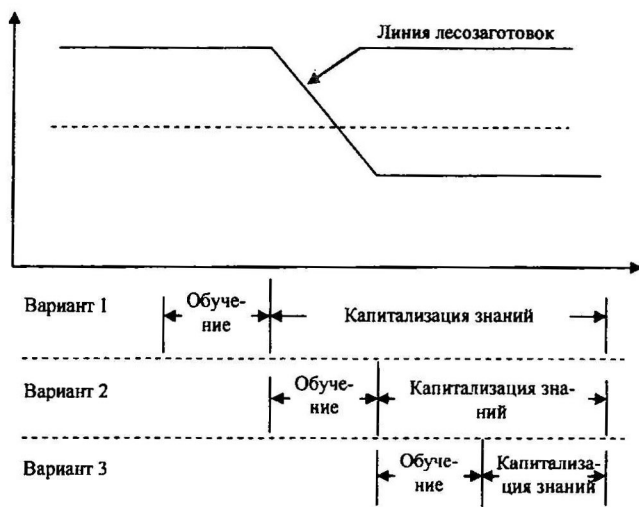 Линия лесозаготовок
Вариант 1
Обуче-
ние
Капитализация знаний
Вариант 2
Обуче-
ние
Капитализация зна-
ний
Вариант 3
Обуче-
ние
Капитализа-
ция знаний